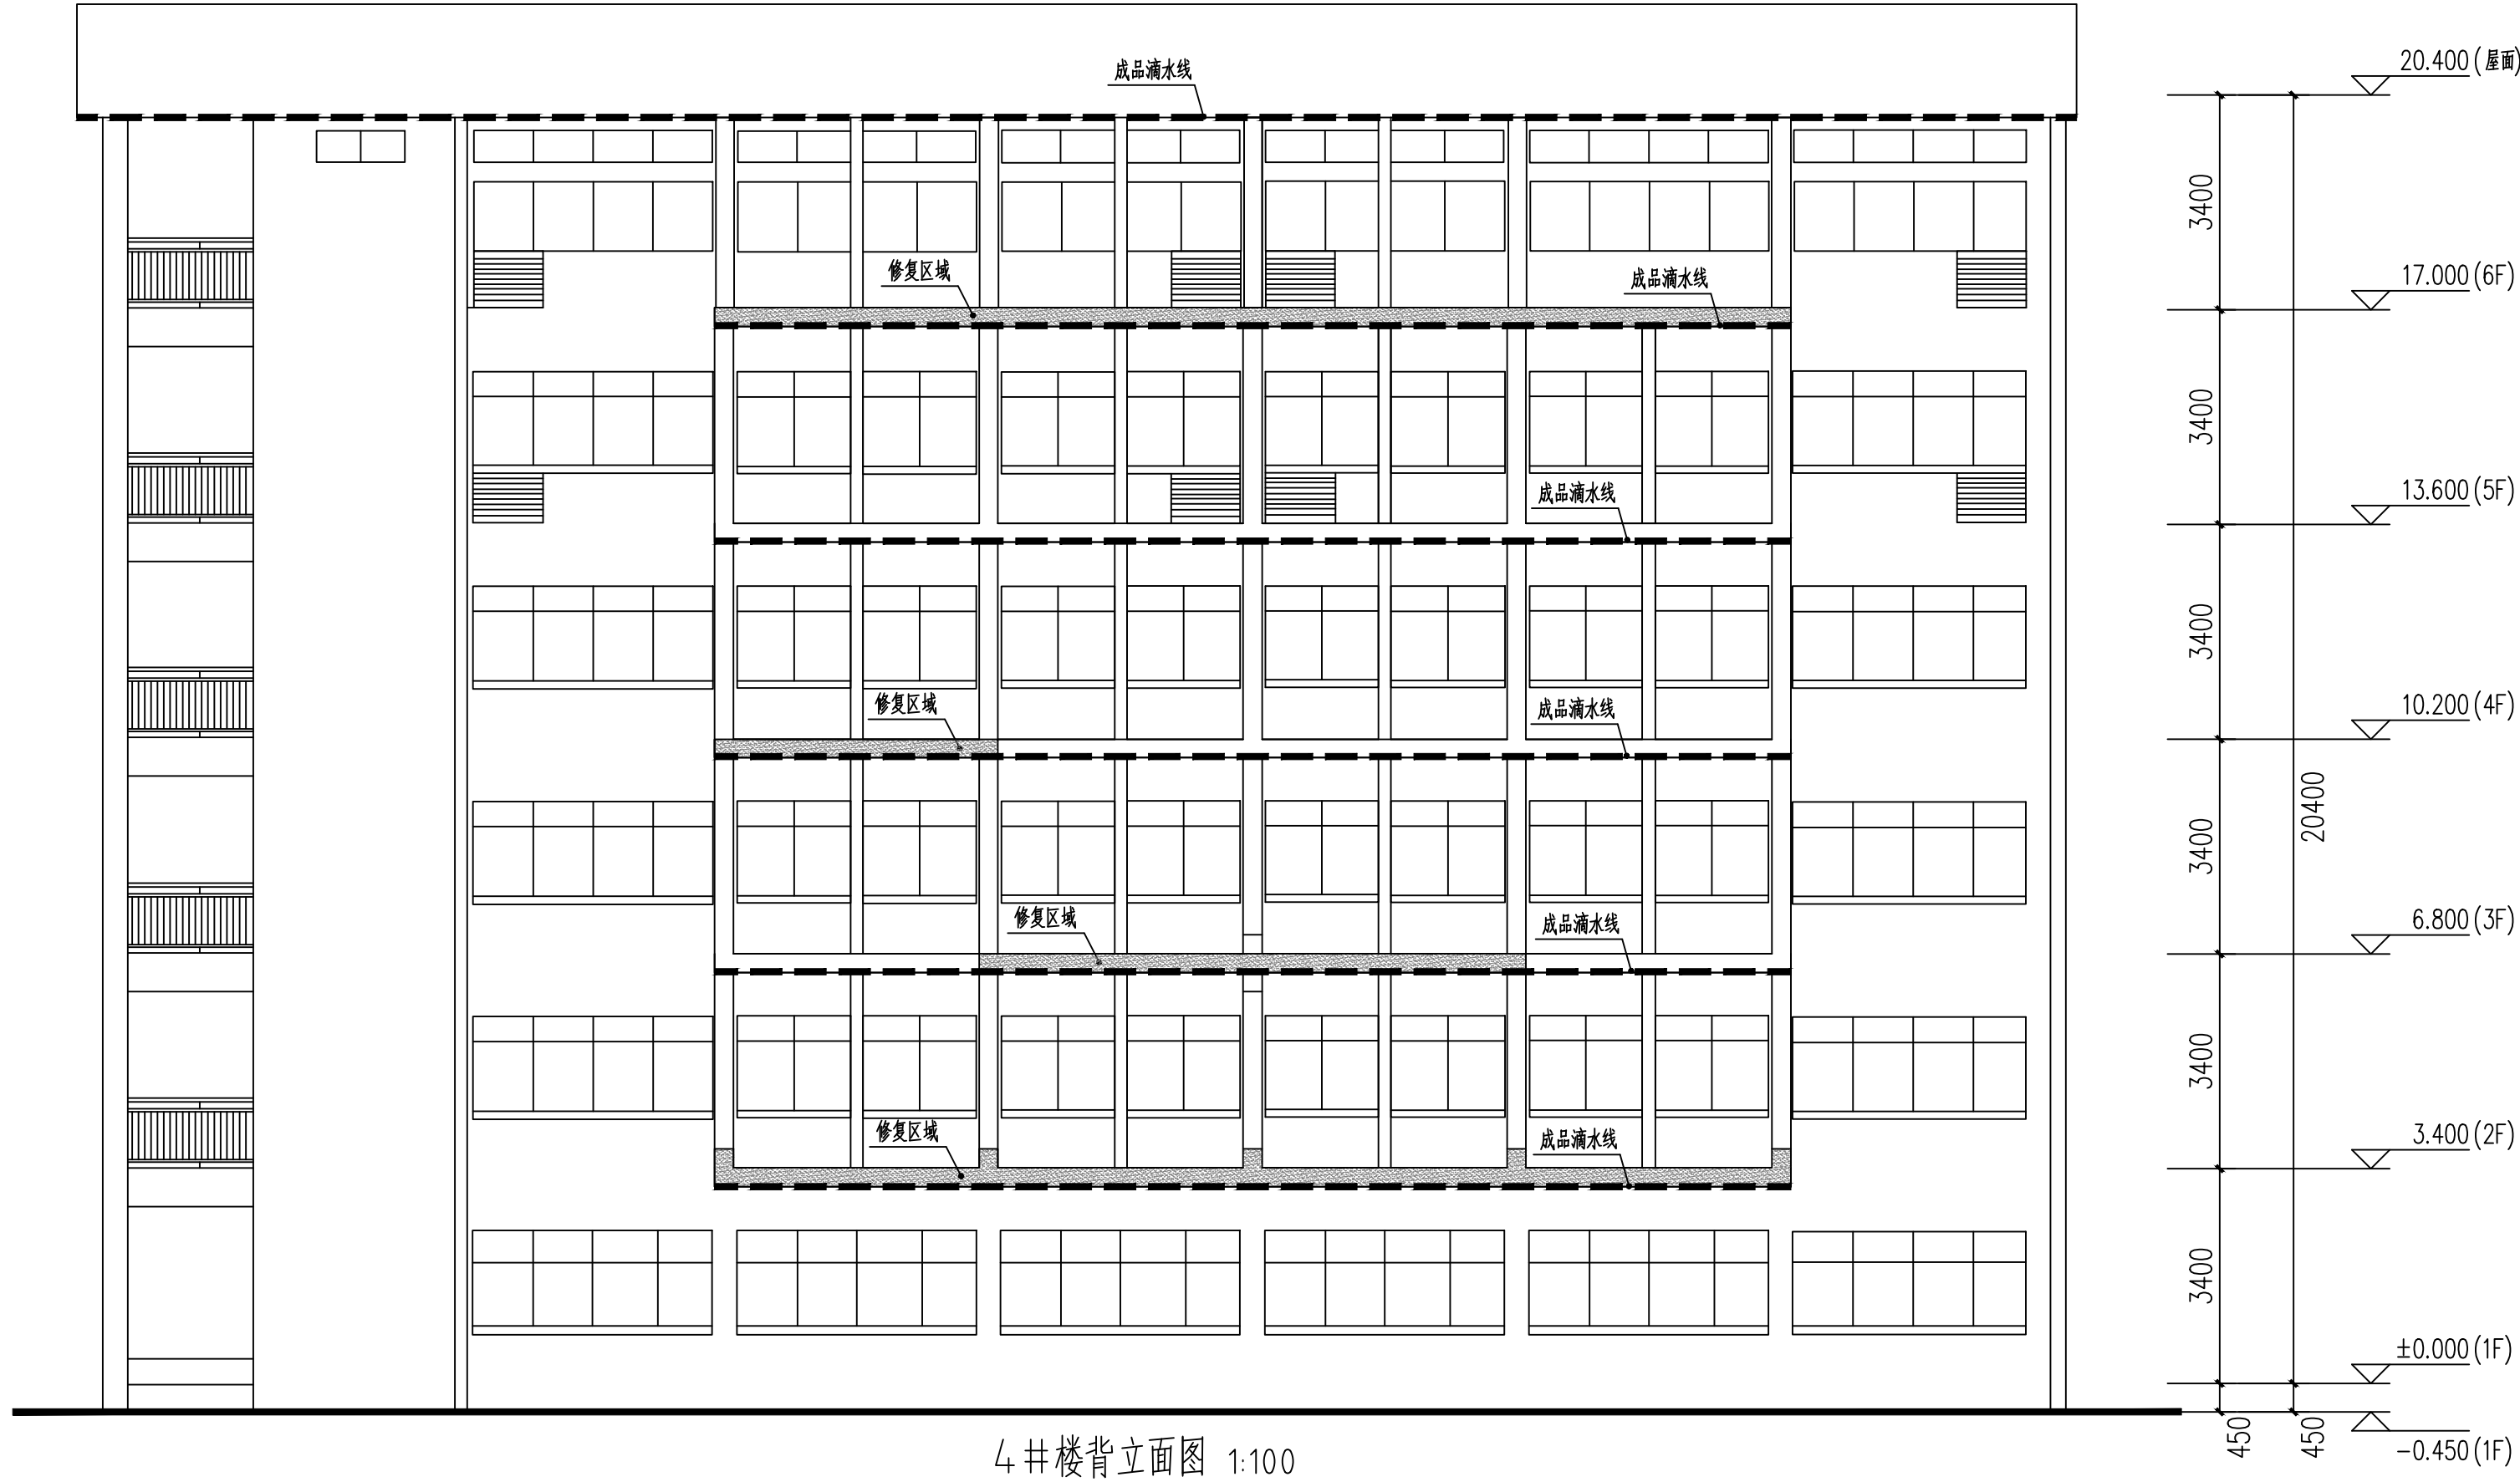 成品滴水线
20.400(屋面)
3400
修复区域
成品滴水线
17.000(6F)
3400
成品滴水线
13.600(5F)
3400
修复区域
成品滴水线
10.200(4F)
20400
3400
修复区域
成品滴水线
6.800(3F)
3400
修复区域
成品滴水线
3.400(2F)
3400
±0.000(1F)
450
450
-0.450(1F)
4#楼背立面图 1:100